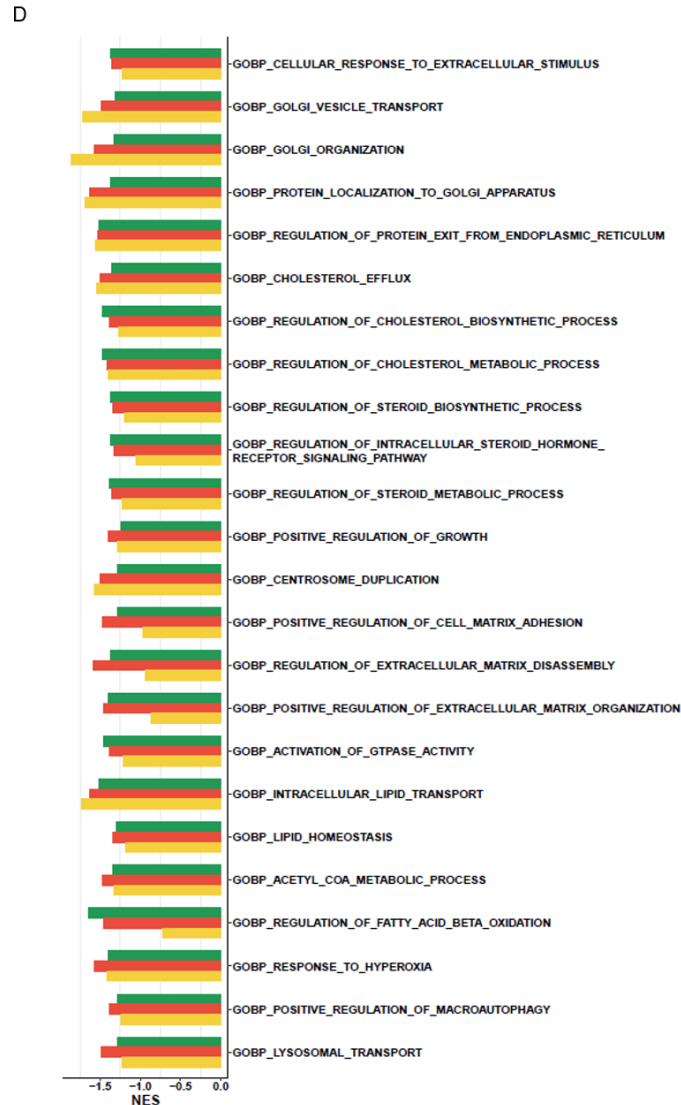 D
GOBP_CELLULAR_RESPONSE_TO_EXTRACELLULAR_STIMULUS
GOBP_GOLGI_VESICLE_TRANSPORT
GOBP_GOLGI_ORGANIZATION
GOBP_PROTEIN_LOCALIZATION_TO_GOLGI_APPARATUS
GOBP_REGULATION_OF_PROTEIN_EXIT_FROM_ENDOPLASMIC_RETICULUM
GOBP_CHOLESTEROL_EFFLUX
GOBP_REGULATION_OF_CHOLESTEROL_BIOSYNTHETIC_PROCESS
GOBP_REGULATION_OF_CHOLESTEROL_METABOLIC_PROCESS
GOBP_REGULATION_OF_STEROID_BIOSYNTHETIC_PROCESS
GOBP_REGULATION_OF_INTRACELLULAR_STEROID_HORMONE_
RECEPTOR_SIGNALING_PATHWAY
GOBP_REGULATION_OF_STEROID_METABOLIC_PROCESS
GOBP_POSITIVE_REGULATION_OF_GROWTH
GOBP_CENTROSOME_DUPLICATION
GOBP_POSITIVE_REGULATION_OF_CELL_MATRIX_ADHESION
GOBP_REGULATION_OF_EXTRACELLULAR_MATRIX_DISASSEMBLY
GOBP_POSITIVE_REGULATION_OF_EXTRACELLULAR_MATRIX_ORGANIZATION
GOBP_ACTIVATION_OF_GTPASE_ACTIVITY
GOBP_INTRACELLULAR_LIPID_TRANSPORT
GOBP_LIPID_HOMEOSTASIS
GOBP_ACETYL_COA_METABOLIC_PROCESS
GOBP_REGULATION_OF_FATTY_ACID_BETA_OXIDATION
GOBP_RESPONSE_TO_HYPEROXIA
GOBP_POSITIVE_REGULATION_OF_MACROAUTOPHAGY
GOBP_LYSOSOMAL_TRANSPORT
−1.5 −1.0 −0.5 0.0
NES